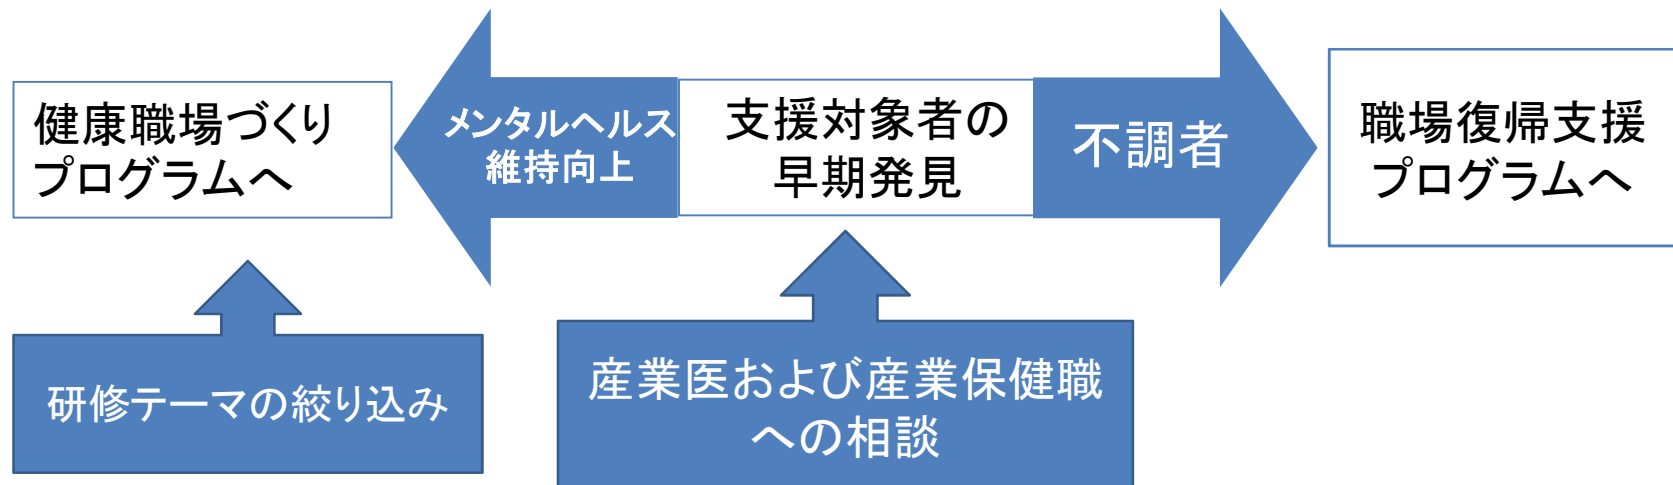 健康職場づくり
プログラムへ
メンタルヘルス
維持向上
支援対象者の
早期発見
不調者
職場復帰支援
プログラムへ
研修テーマの絞り込み
産業医および産業保健職
への相談